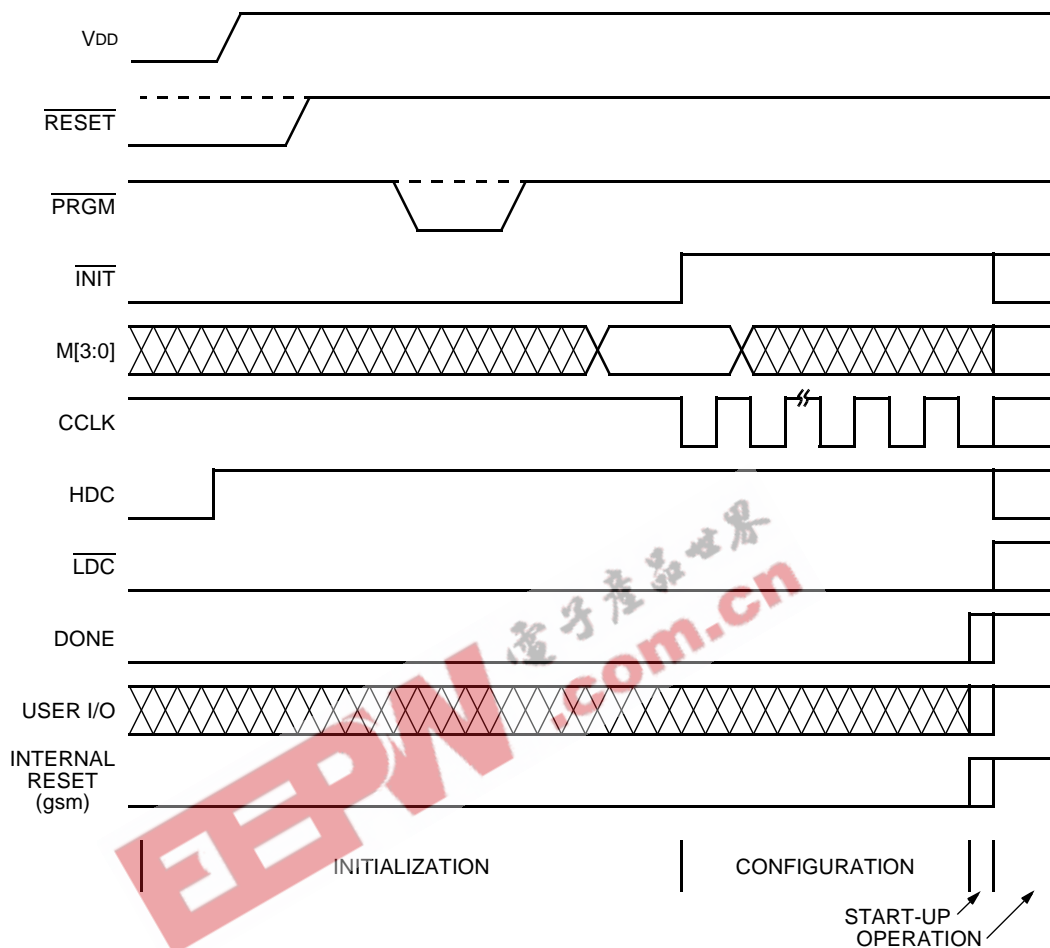 VDD
RESET
PRGM
INIT
M[3:0]
CCLK
HDC
LDC
DONE
USER I/O
INTERNAL
RESET
(gsm)
INITIALIZATION
CONFIGURATION
START-UP
OPERATION
EEPW
電子產品世界
.com.cn